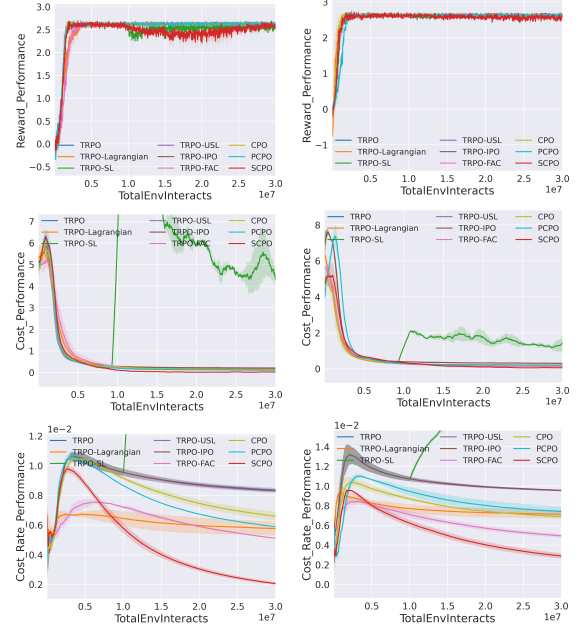 3.0
2.5
2.0
1.5
1.0
0.5
0.0
−0.5
Reward_Performance
TRPO
TRPO-Lagrangian
TRPO-SL
TRPO-USL
TRPO-IPO
TRPO-FAC
CPO
PCPO
SCPO
0.5 1.0 1.5 2.0 2.5 3.0
1e7
TotalEnvInteracts
3
2
1
0
−1
Reward_Performance
TRPO
TRPO-Lagrangian
TRPO-SL
TRPO-USL
TRPO-IPO
TRPO-FAC
CPO
PCPO
SCPO
0.5 1.0 1.5 2.0 2.5 3.0
1e7
TotalEnvInteracts
7
6
5
4
3
2
1
0
Cost_Performance
TRPO
TRPO-Lagrangian
TRPO-SL
TRPO-USL
TRPO-IPO
TRPO-FAC
CPO
PCPO
SCPO
0.5 1.0 1.5 2.0 2.5 3.0
1e7
TotalEnvInteracts
8
6
4
2
0
Cost_Performance
TRPO
TRPO-Lagrangian
TRPO-SL
TRPO-USL
TRPO-IPO
TRPO-FAC
CPO
PCPO
SCPO
0.5 1.0 1.5 2.0 2.5 3.0
1e7
TotalEnvInteracts
1e−2
1.2
1.0
0.8
0.6
0.4
0.2
Cost_Rate_Performance
TRPO
TRPO-Lagrangian
TRPO-SL
TRPO-USL
TRPO-IPO
TRPO-FAC
CPO
PCPO
SCPO
0.5 1.0 1.5 2.0 2.5 3.0
1e7
TotalEnvInteracts
1e−2
1.4
1.2
1.0
0.8
0.6
0.4
0.2
0.0
Cost_Rate_Performance
TRPO
TRPO-Lagrangian
TRPO-SL
TRPO-USL
TRPO-IPO
TRPO-FAC
CPO
PCPO
SCPO
0.5 1.0 1.5 2.0 2.5 3.0
1e7
TotalEnvInteracts